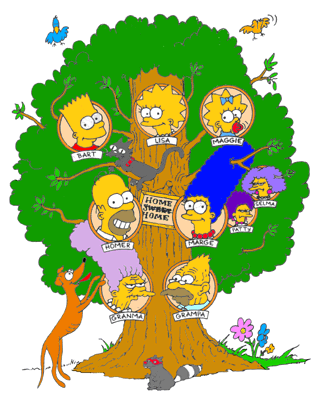 BART
LISA
MAGGIE
HOME
SWEET
HOME
SELMA
PATTY
HOMER
MARGE
GRANMA
GRAMPA